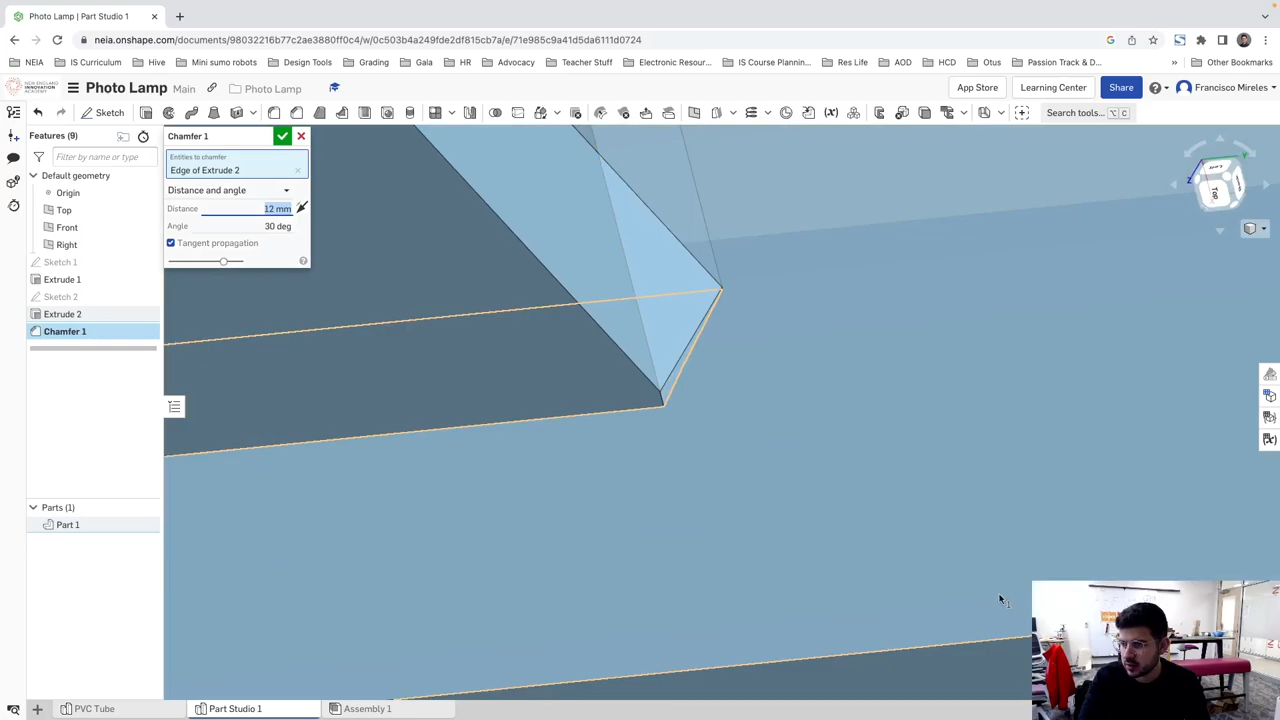 Photo Lamp | Part Studio 1
neia.onshape.com/documents/98032216b77c2ae3880ff0c4/w/0c503b4a249fde2df815cb7a/e/71e985c9a41d5da6111d0724
NEIA IS Curriculum Hive Mini sumo robots Design Tools Grading Gaia HR Advocacy Teacher Stuff Electronic Resour... IS Course Plannin... Res Life AOD HCD Otus Passion Track & D... Other Bookmarks
Photo Lamp Main Photo Lamp App Store Learning Center Share Francisco Mireles
Sketch Search tools... ⌥ C
Features (9)
Filter by name or type
Default geometry
Origin
Top
Front
Right
Sketch 1
Extrude 1
Sketch 2
Extrude 2
Chamfer 1
Chamfer 1
Entities to chamfer
Edge of Extrude 2
Distance and angle
Distance 12 mm
Angle 30 deg
Tangent propagation
Z
Y
Top
Parts (1)
Part 1
PVC Tube Part Studio 1 Assembly 1